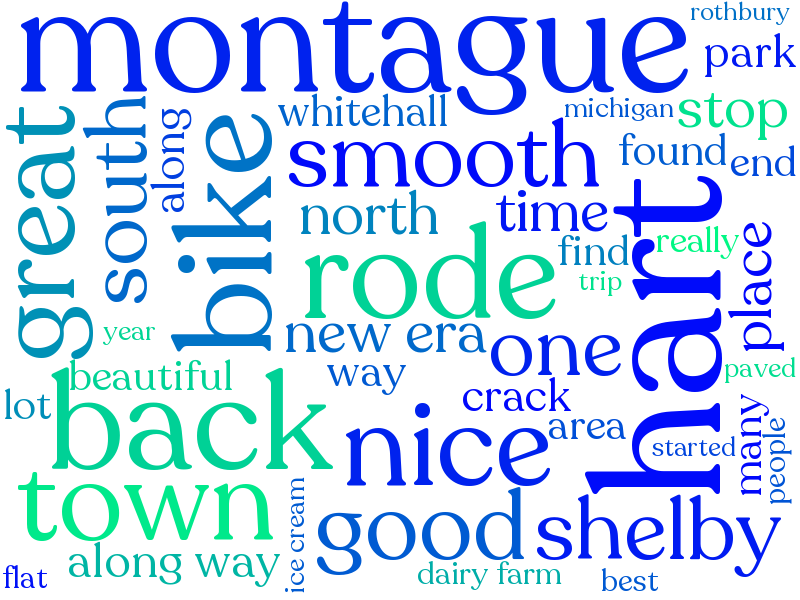 montague
rothbury
park
great
south
along
bike
whitehall
michigan
stop
smooth
found
end
north
time
hart
rode
find
really
trip
place
year
new era
one
paved
beautiful
way
crack
lot
back
nice
area
started
many
people
town
ice cream
good
shelby
along way
flat
dairy farm
best